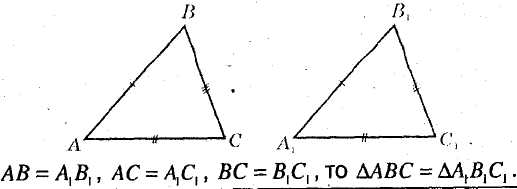 B B₁
A C A₁ C₁
AB = A₁B₁, AC = A₁C₁, BC = B₁C₁, то ΔABC = ΔA₁B₁C₁.